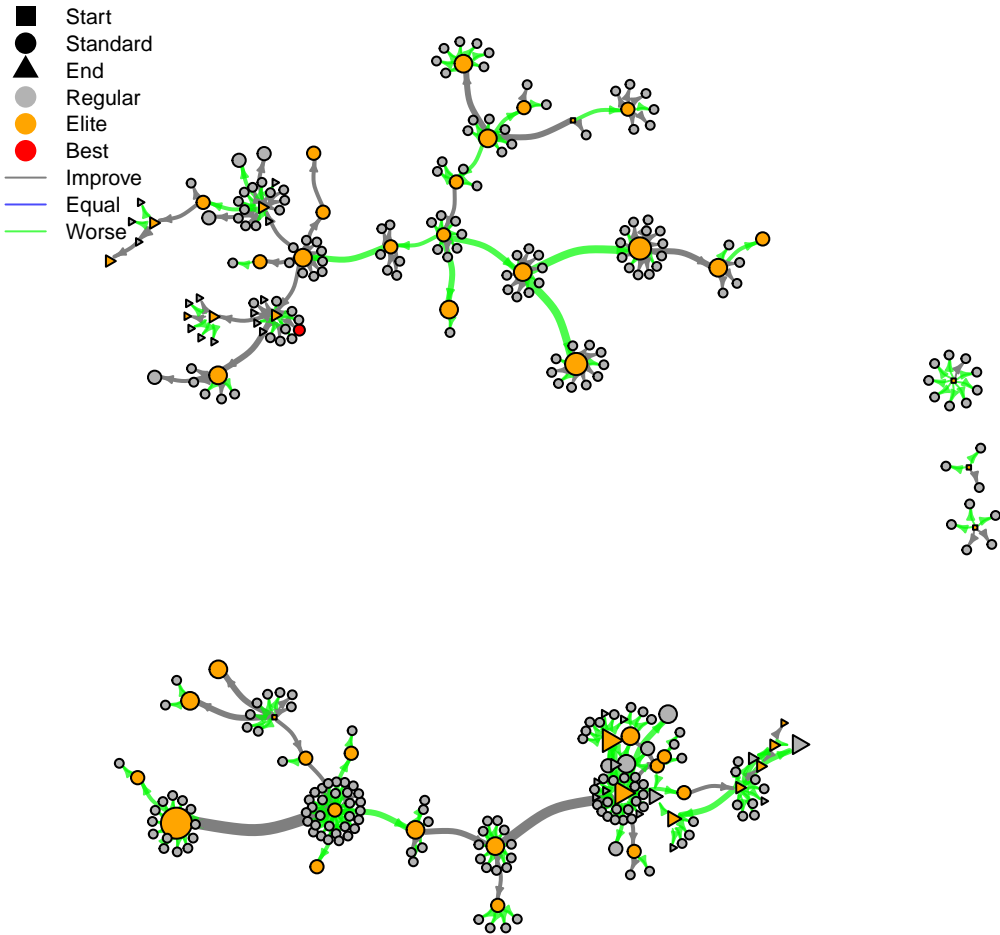 Start
Standard
End
Regular
Elite
Best
Improve
Equal
Worse